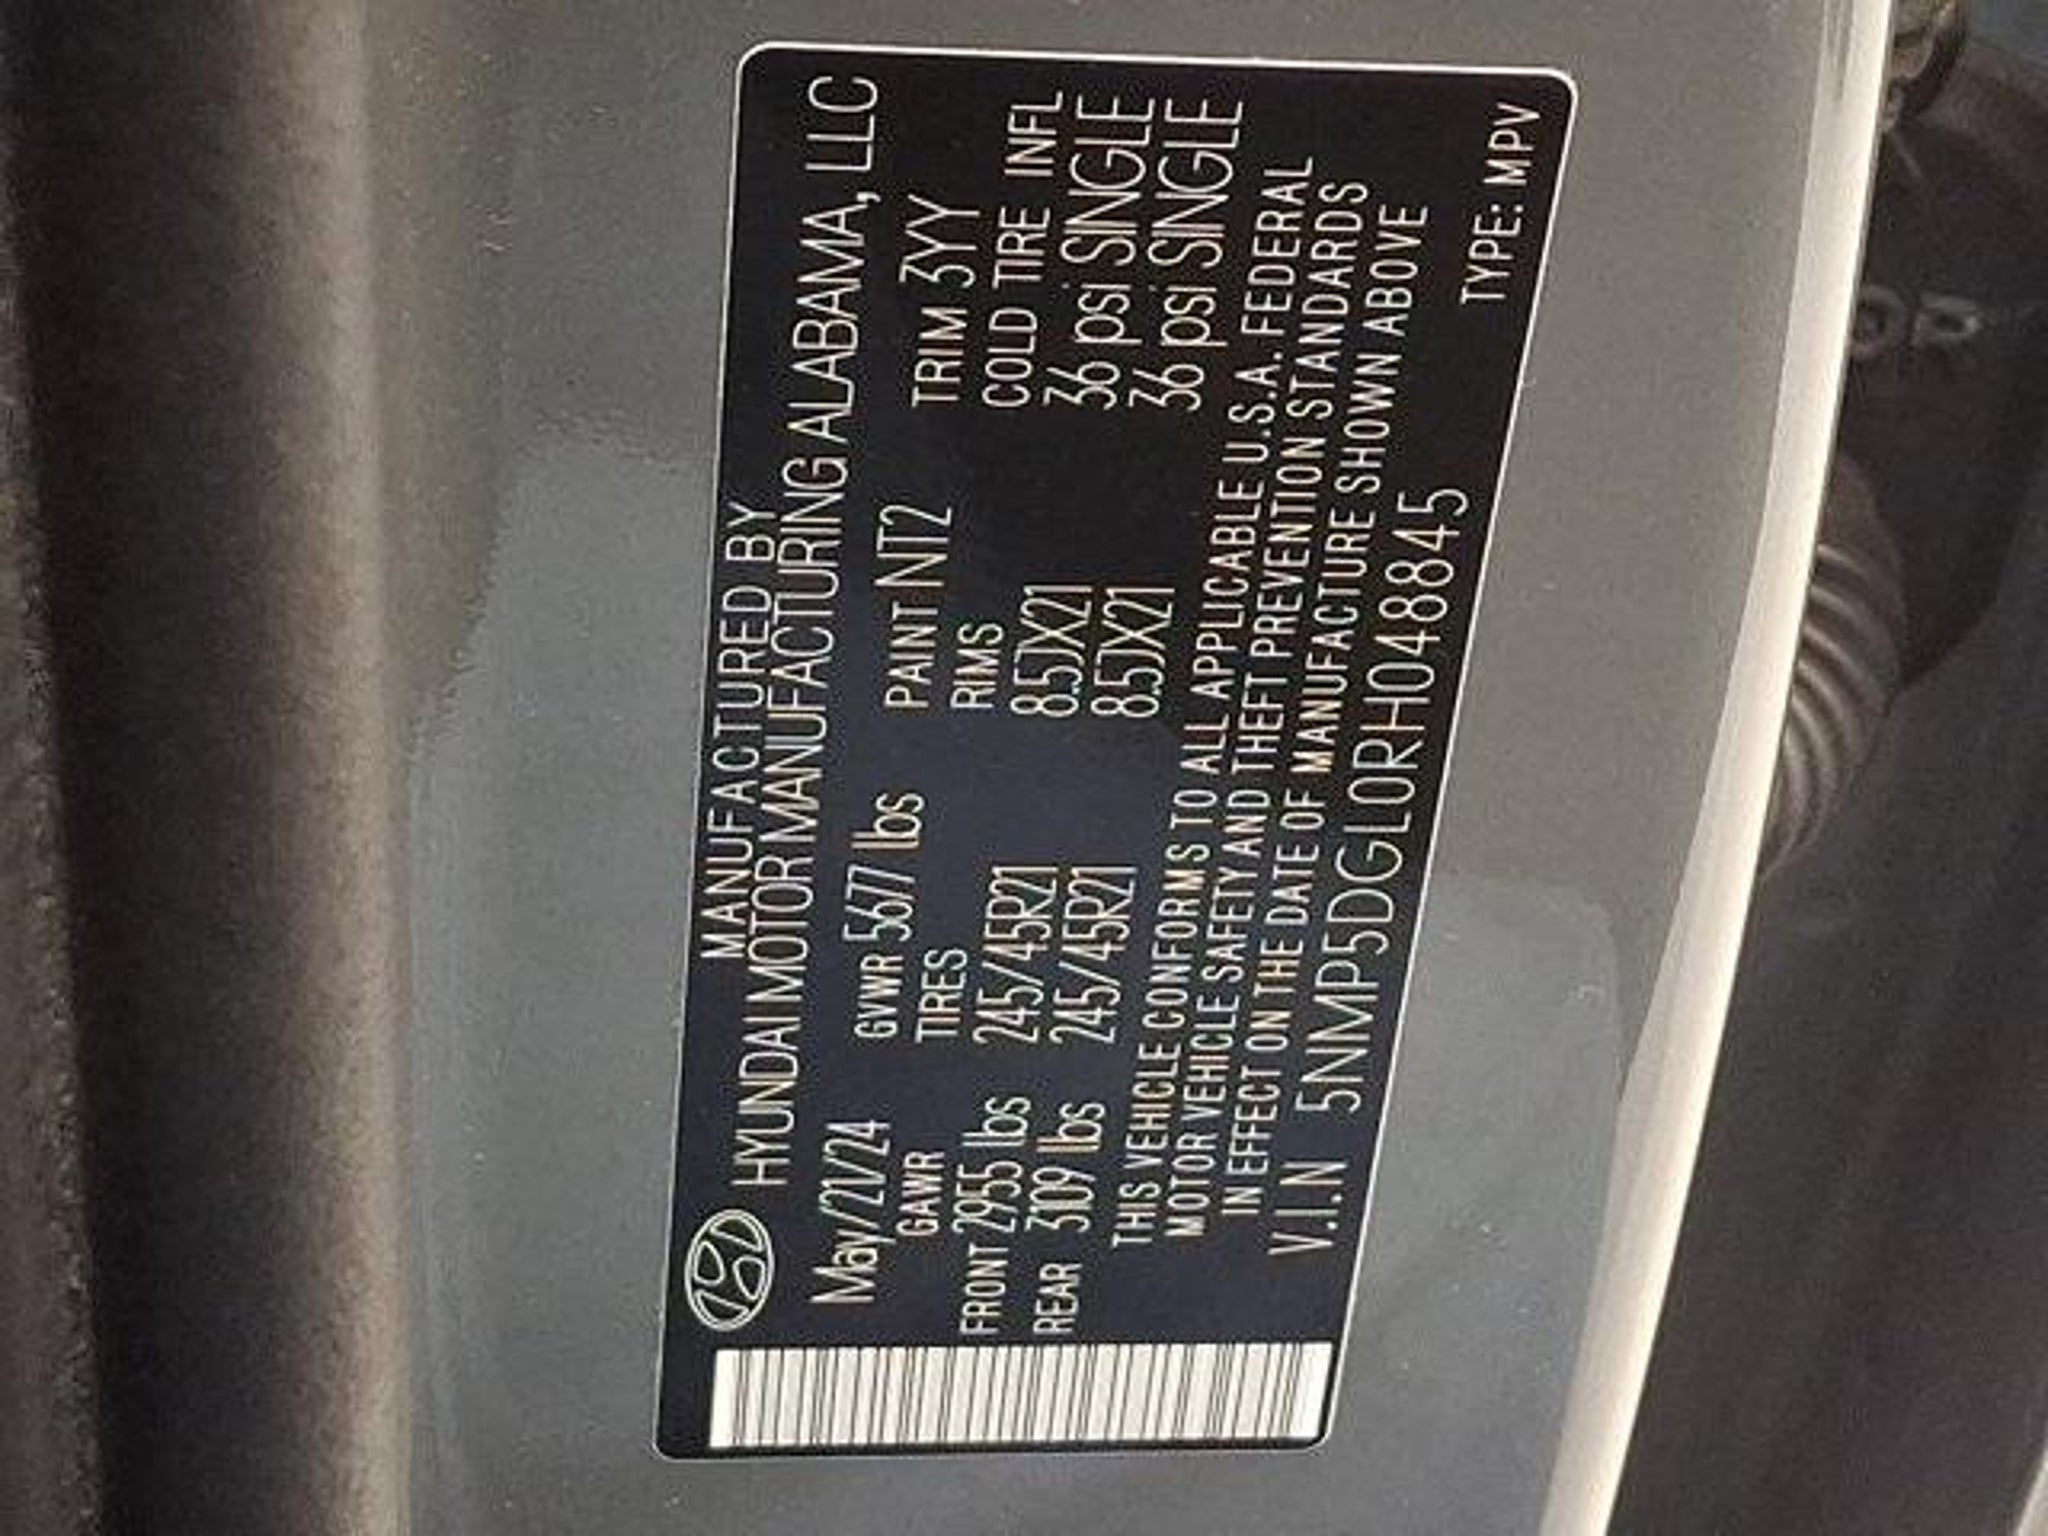 MANUFACTURED BY
HYUNDAI MOTOR MANUFACTURING ALABAMA, LLC
May/21/24 GVWR 5677 lbs PAINT NT2 TRIM 3YY
GAWR TIRES RIMS COLD TIRE INFL
FRONT 2955 lbs 245/45R21 8.5JX21 36 psi SINGLE
REAR 3109 lbs 245/45R21 8.5JX21 36 psi SINGLE
THIS VEHICLE CONFORMS TO ALL APPLICABLE U.S.A. FEDERAL
MOTOR VEHICLE SAFETY AND THEFT PREVENTION STANDARDS
IN EFFECT ON THE DATE OF MANUFACTURE SHOWN ABOVE
V.I.N 5NMP5DGL0RH048845
TYPE: MPV